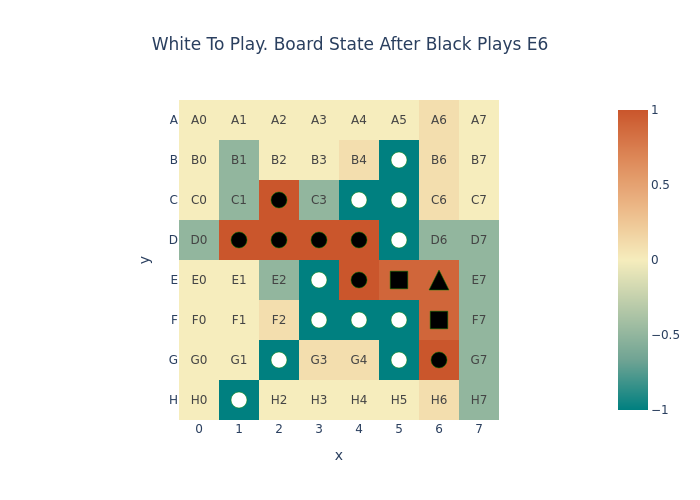 White To Play. Board State After Black Plays E6
A A0 A1 A2 A3 A4 A5 A6 A7
B B0 B1 B2 B3 B4 B6 B7
C C0 C1 C3 C6 C7
D D0 D6 D7
E E0 E1 E2 E7
F F0 F1 F2 F7
G G0 G1 G3 G4 G7
H H0 H2 H3 H4 H5 H6 H7
0 1 2 3 4 5 6 7
x
y
1
0.5
0
−0.5
−1